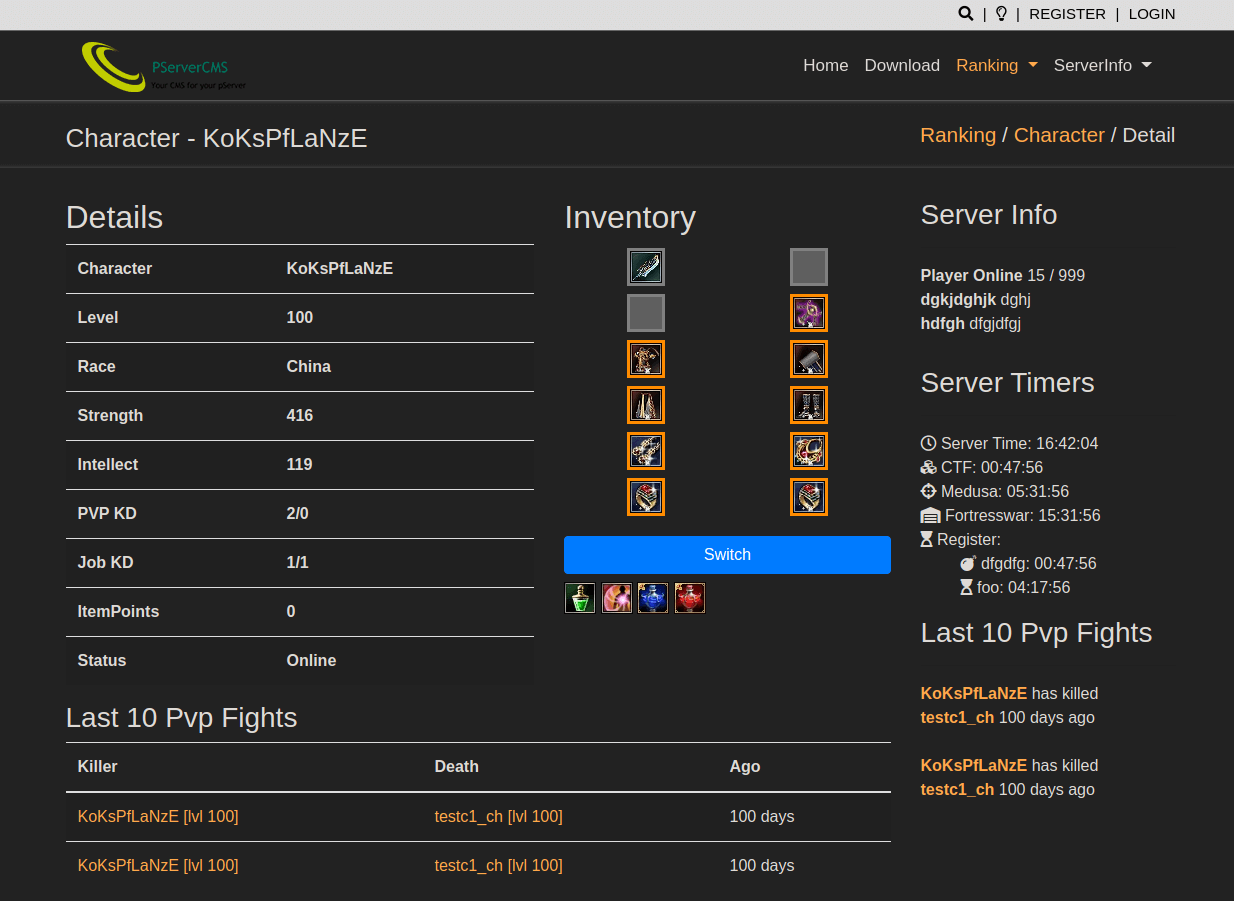 | | REGISTER | LOGIN
PServerCMS
Your CMS for your pServer
Home Download Ranking ServerInfo
Character - KoKsPfLaNzE
Ranking / Character / Detail
Details
Character KoKsPfLaNzE
Level 100
Race China
Strength 416
Intellect 119
PVP KD 2/0
Job KD 1/1
ItemPoints 0
Status Online
Inventory
Switch
Last 10 Pvp Fights
Killer Death Ago
KoKsPfLaNzE [lvl 100] testc1_ch [lvl 100] 100 days
KoKsPfLaNzE [lvl 100] testc1_ch [lvl 100] 100 days
Server Info
Player Online 15 / 999
dgkjdghjk dghj
hdfgh dfgjdfgj
Server Timers
Server Time: 16:42:04
CTF: 00:47:56
Medusa: 05:31:56
Fortresswar: 15:31:56
Register:
dfgdfg: 00:47:56
foo: 04:17:56
Last 10 Pvp Fights
KoKsPfLaNzE has killed
testc1_ch 100 days ago
KoKsPfLaNzE has killed
testc1_ch 100 days ago